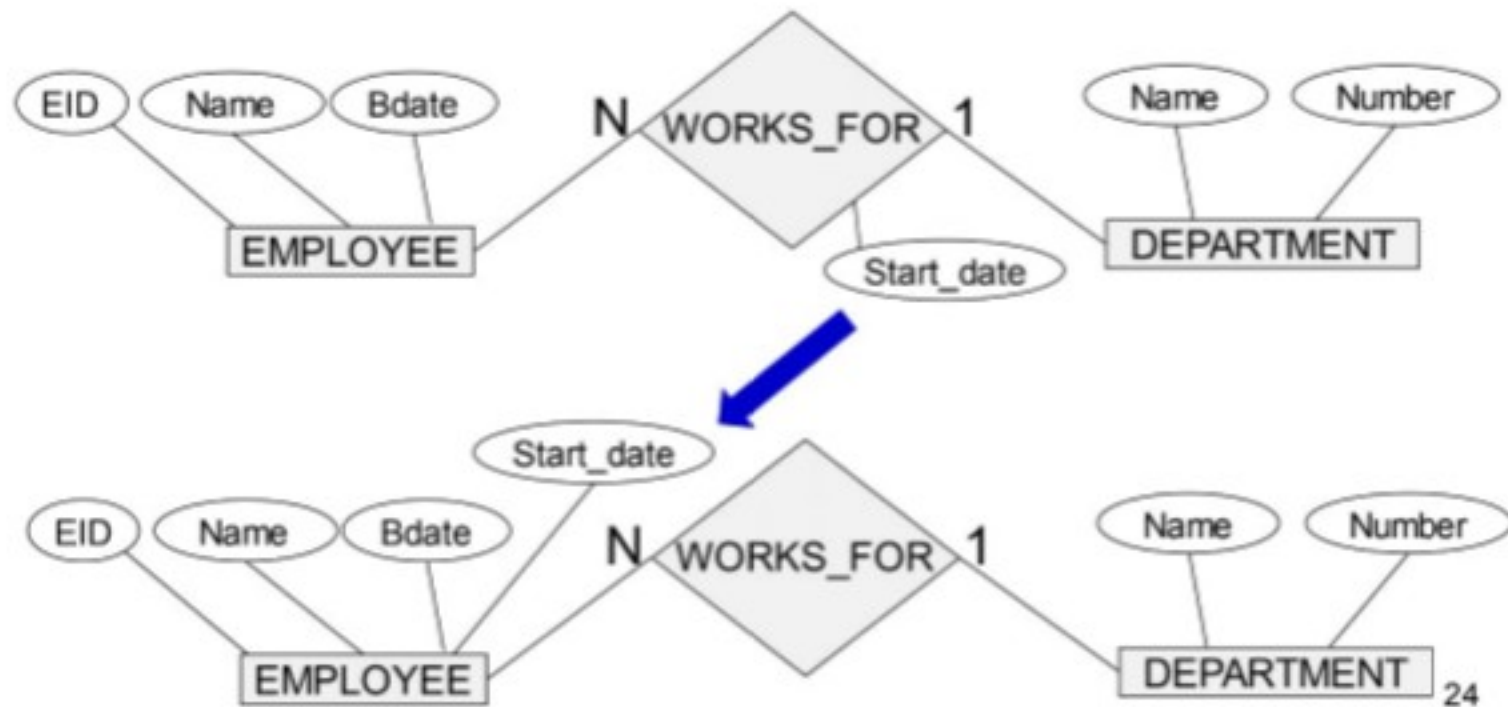 EID Name Bdate N WORKS_FOR 1 Name Number
EMPLOYEE DEPARTMENT
Start_date
Start_date
EID Name Bdate N WORKS_FOR 1 Name Number
EMPLOYEE DEPARTMENT
24